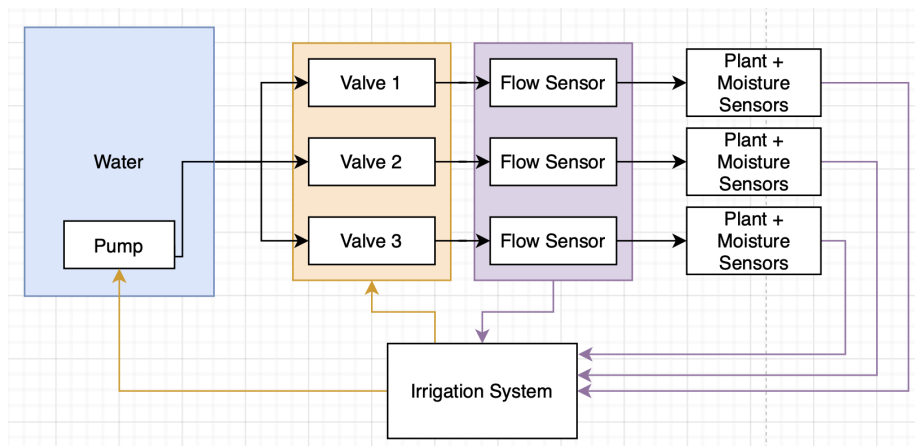 Water
Pump
Valve 1
Valve 2
Valve 3
Flow Sensor
Flow Sensor
Flow Sensor
Plant +
Moisture
Sensors
Plant +
Moisture
Sensors
Plant +
Moisture
Sensors
Irrigation System